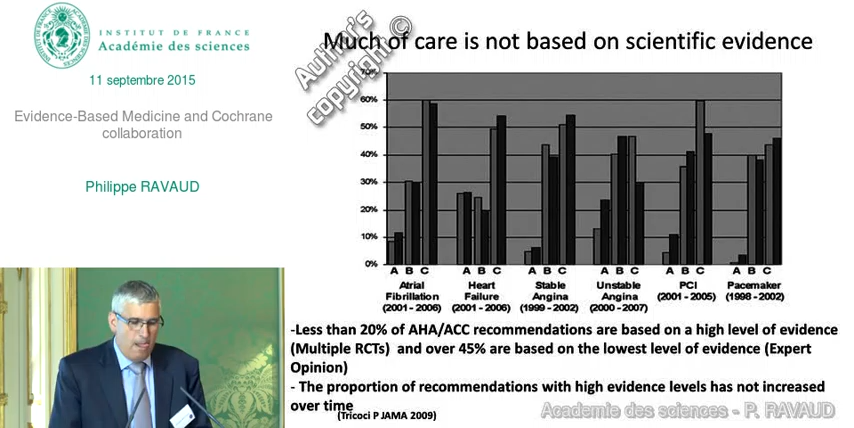 INSTITUT DE FRANCE
Académie des sciences
11 septembre 2015
Evidence-Based Medicine and Cochrane
collaboration
Philippe RAVAUD
Much of care is not based on scientific evidence
Author's
copyright ©
70%
60%
50%
40%
30%
20%
10%
0%
A B C A B C A B C A B C A B C A B C
Atrial Fibrillation (2001 - 2006)
Heart Failure (2001 - 2006)
Stable Angina (1999 - 2002)
Unstable Angina (2000 - 2007)
PCI (2001 - 2005)
Pacemaker (1998 - 2002)
-Less than 20% of AHA/ACC recommendations are based on a high level of evidence
(Multiple RCTs) and over 45% are based on the lowest level of evidence (Expert
Opinion)
- The proportion of recommendations with high evidence levels has not increased
over time
(Tricoci P JAMA 2009)
Academie des sciences - P. RAVAUD